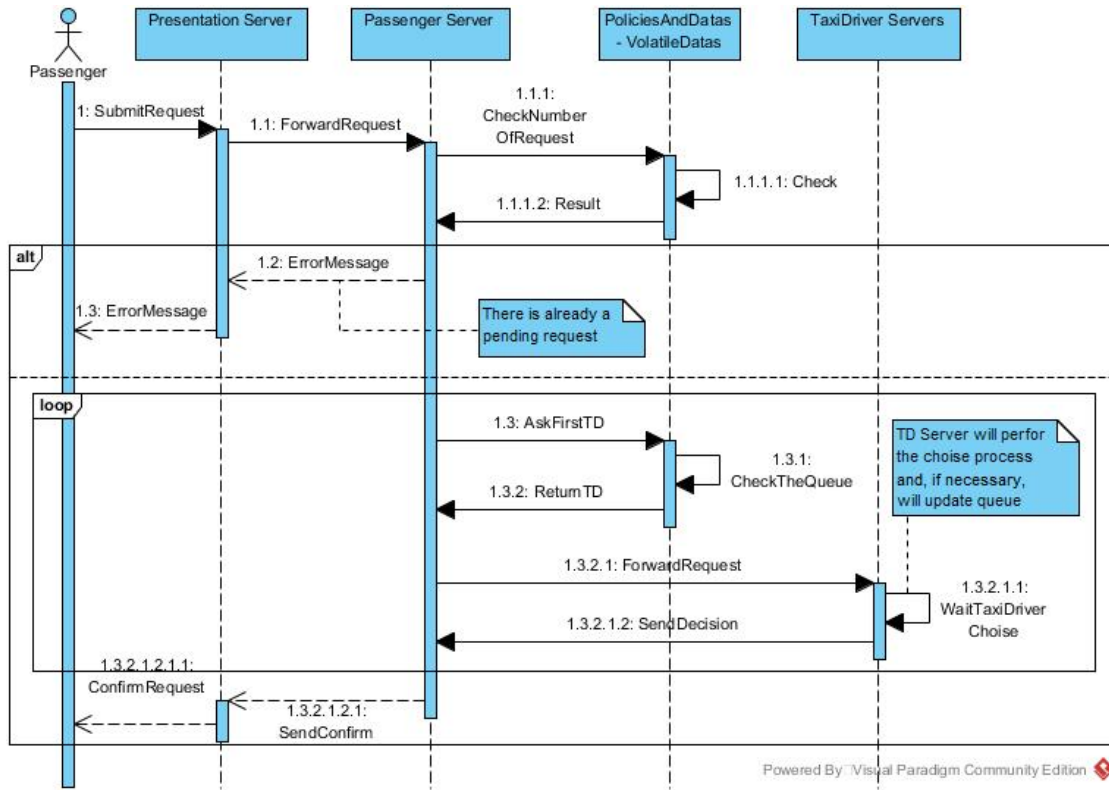 Presentation Server
Passenger Server
PoliciesAndDatas
- VolatileDatas
TaxiDriver Servers
Passenger
1: SubmitRequest
1.1: ForwardRequest
1.1.1:
CheckNumber
OfRequest
1.1.1.1: Check
1.1.1.2: Result
alt
1.2: ErrorMessage
1.3: ErrorMessage
There is already a
pending request
loop
1.3: AskFirstTD
1.3.1:
CheckTheQueue
1.3.2: ReturnTD
TD Server will perfor
the choise process
and, if necessary,
will update queue
1.3.2.1: ForwardRequest
1.3.2.1.1:
WaitTaxiDriver
Choise
1.3.2.1.2: SendDecision
1.3.2.1.2.1.1:
ConfirmRequest
1.3.2.1.2.1:
SendConfirm
Powered By Visual Paradigm Community Edition